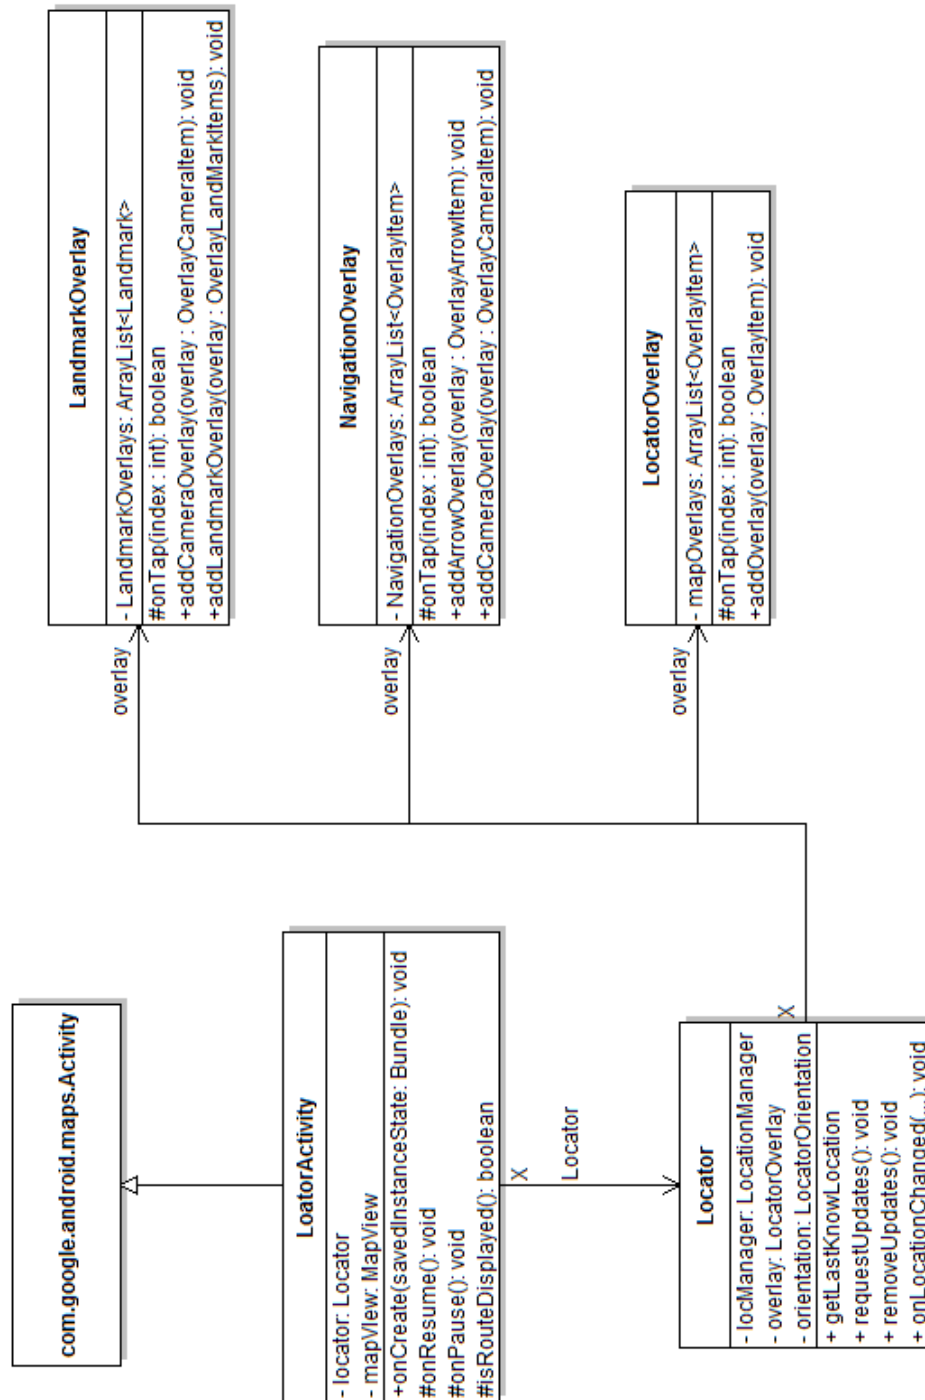 com.google.android.maps.Activity
LoatorActivity
- locator: Locator
- mapView: MapView
+onCreate(savedInstanceState: Bundle): void
#onResume(): void
#onPause(): void
#isRouteDisplayed(): boolean
X
Locator
Locator
- locManager: LocationManager
- overlay: LocatorOverlay
- orientation: LocatorOrientation
+ getLastKnowLocation
+ requestUpdates(): void
+ removeUpdates(): void
+ onLocationChanged(...): void
X
overlay
LandmarkOverlay
- LandmarkOverlays: ArrayList<Landmark>
#onTap(index : int): boolean
+addCameraOverlay(overlay : OverlayCameraItem): void
+addLandmarkOverlay(overlay : OverlayLandMarkItems): void
overlay
NavigationOverlay
- NavigationOverlays: ArrayList<OverlayItem>
#onTap(index : int): boolean
+addArrowOverlay(overlay : OverlayArrowItem): void
+addCameraOverlay(overlay : OverlayCameraItem): void
overlay
LocatorOverlay
- mapOverlays: ArrayList<OverlayItem>
#onTap(index : int): boolean
+addOverlay(overlay : OverlayItem): void